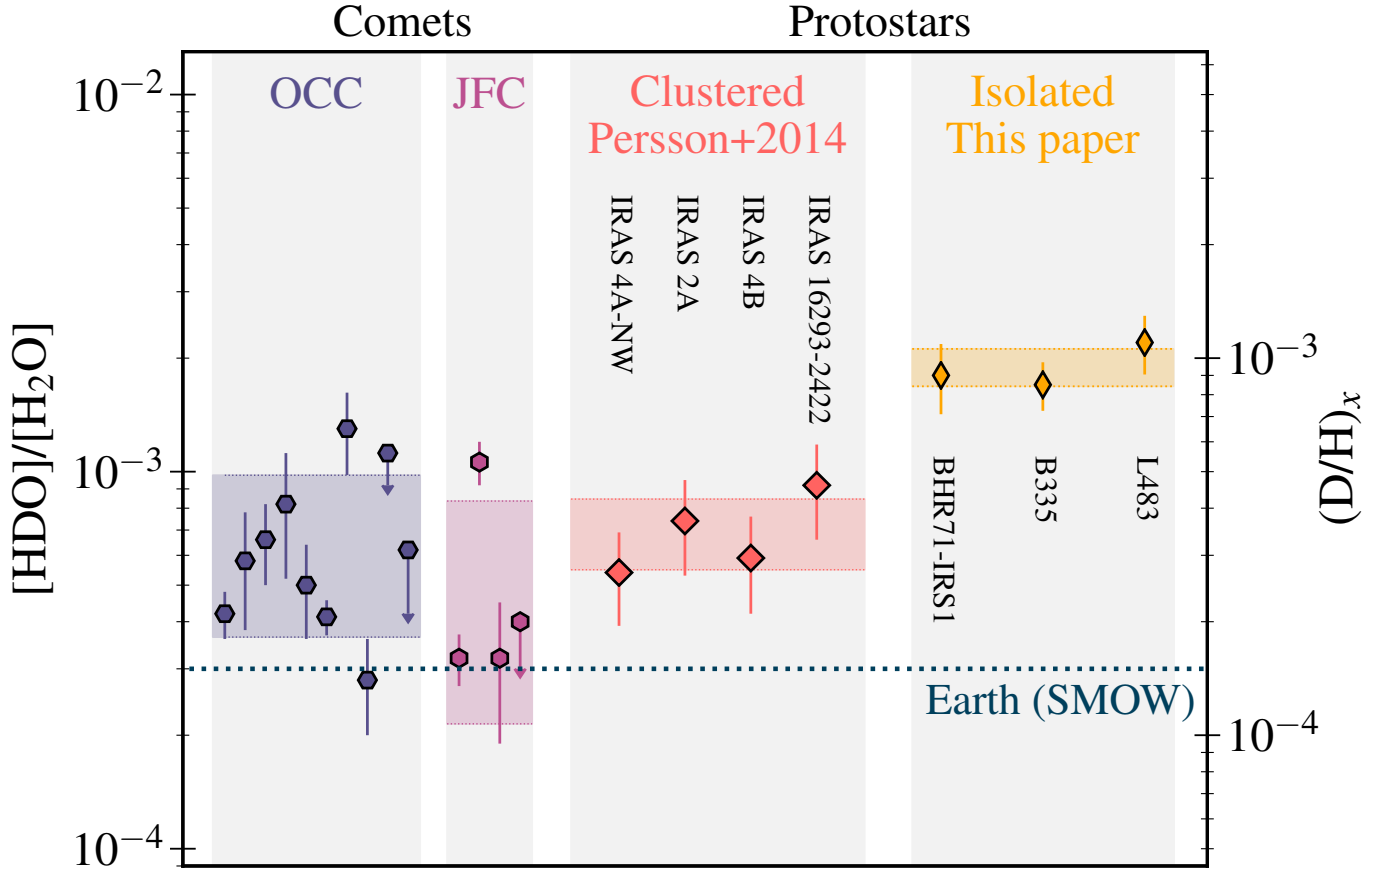 Comets
Protostars
OCC
JFC
Clustered
Persson+2014
Isolated
This paper
IRAS 4A-NW
IRAS 2A
IRAS 4B
IRAS 16293-2422
BHR71-IRS1
B335
L483
Earth (SMOW)
[HDO]/[H₂O]
10⁻²
10⁻³
10⁻⁴
(D/H)ₓ
10⁻³
10⁻⁴